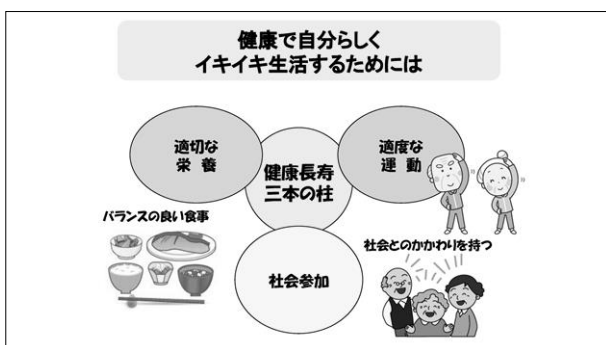 健康で自分らしく
イキイキ生活するためには
適切な
栄 養
健康長寿
三本の柱
適度な
運 動
バランスの良い食事
社会参加
社会とのかかわりを持つ